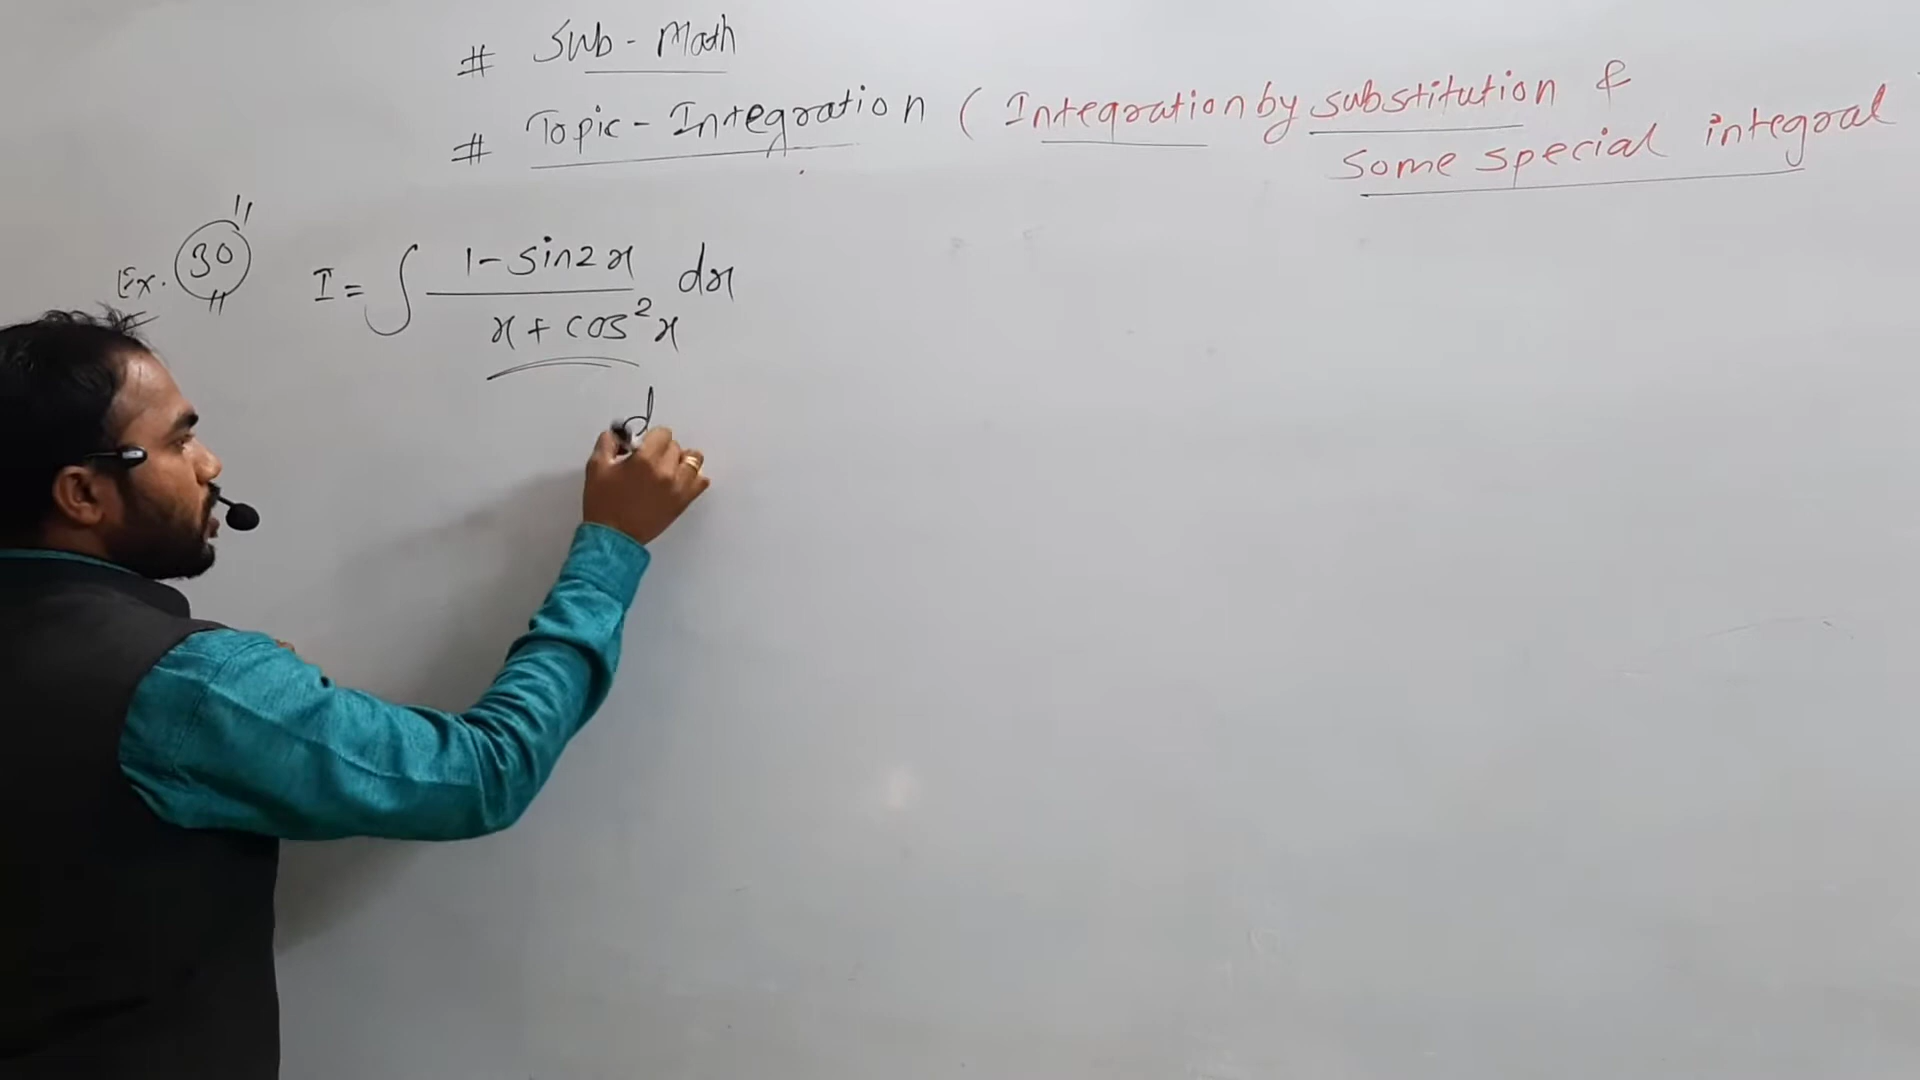 # Sub - Math
# Topic - Integration ( Integration by substitution &
some special integral
Ex. 30 I = ∫ 1 - sin2x / x + cos²x dx
d